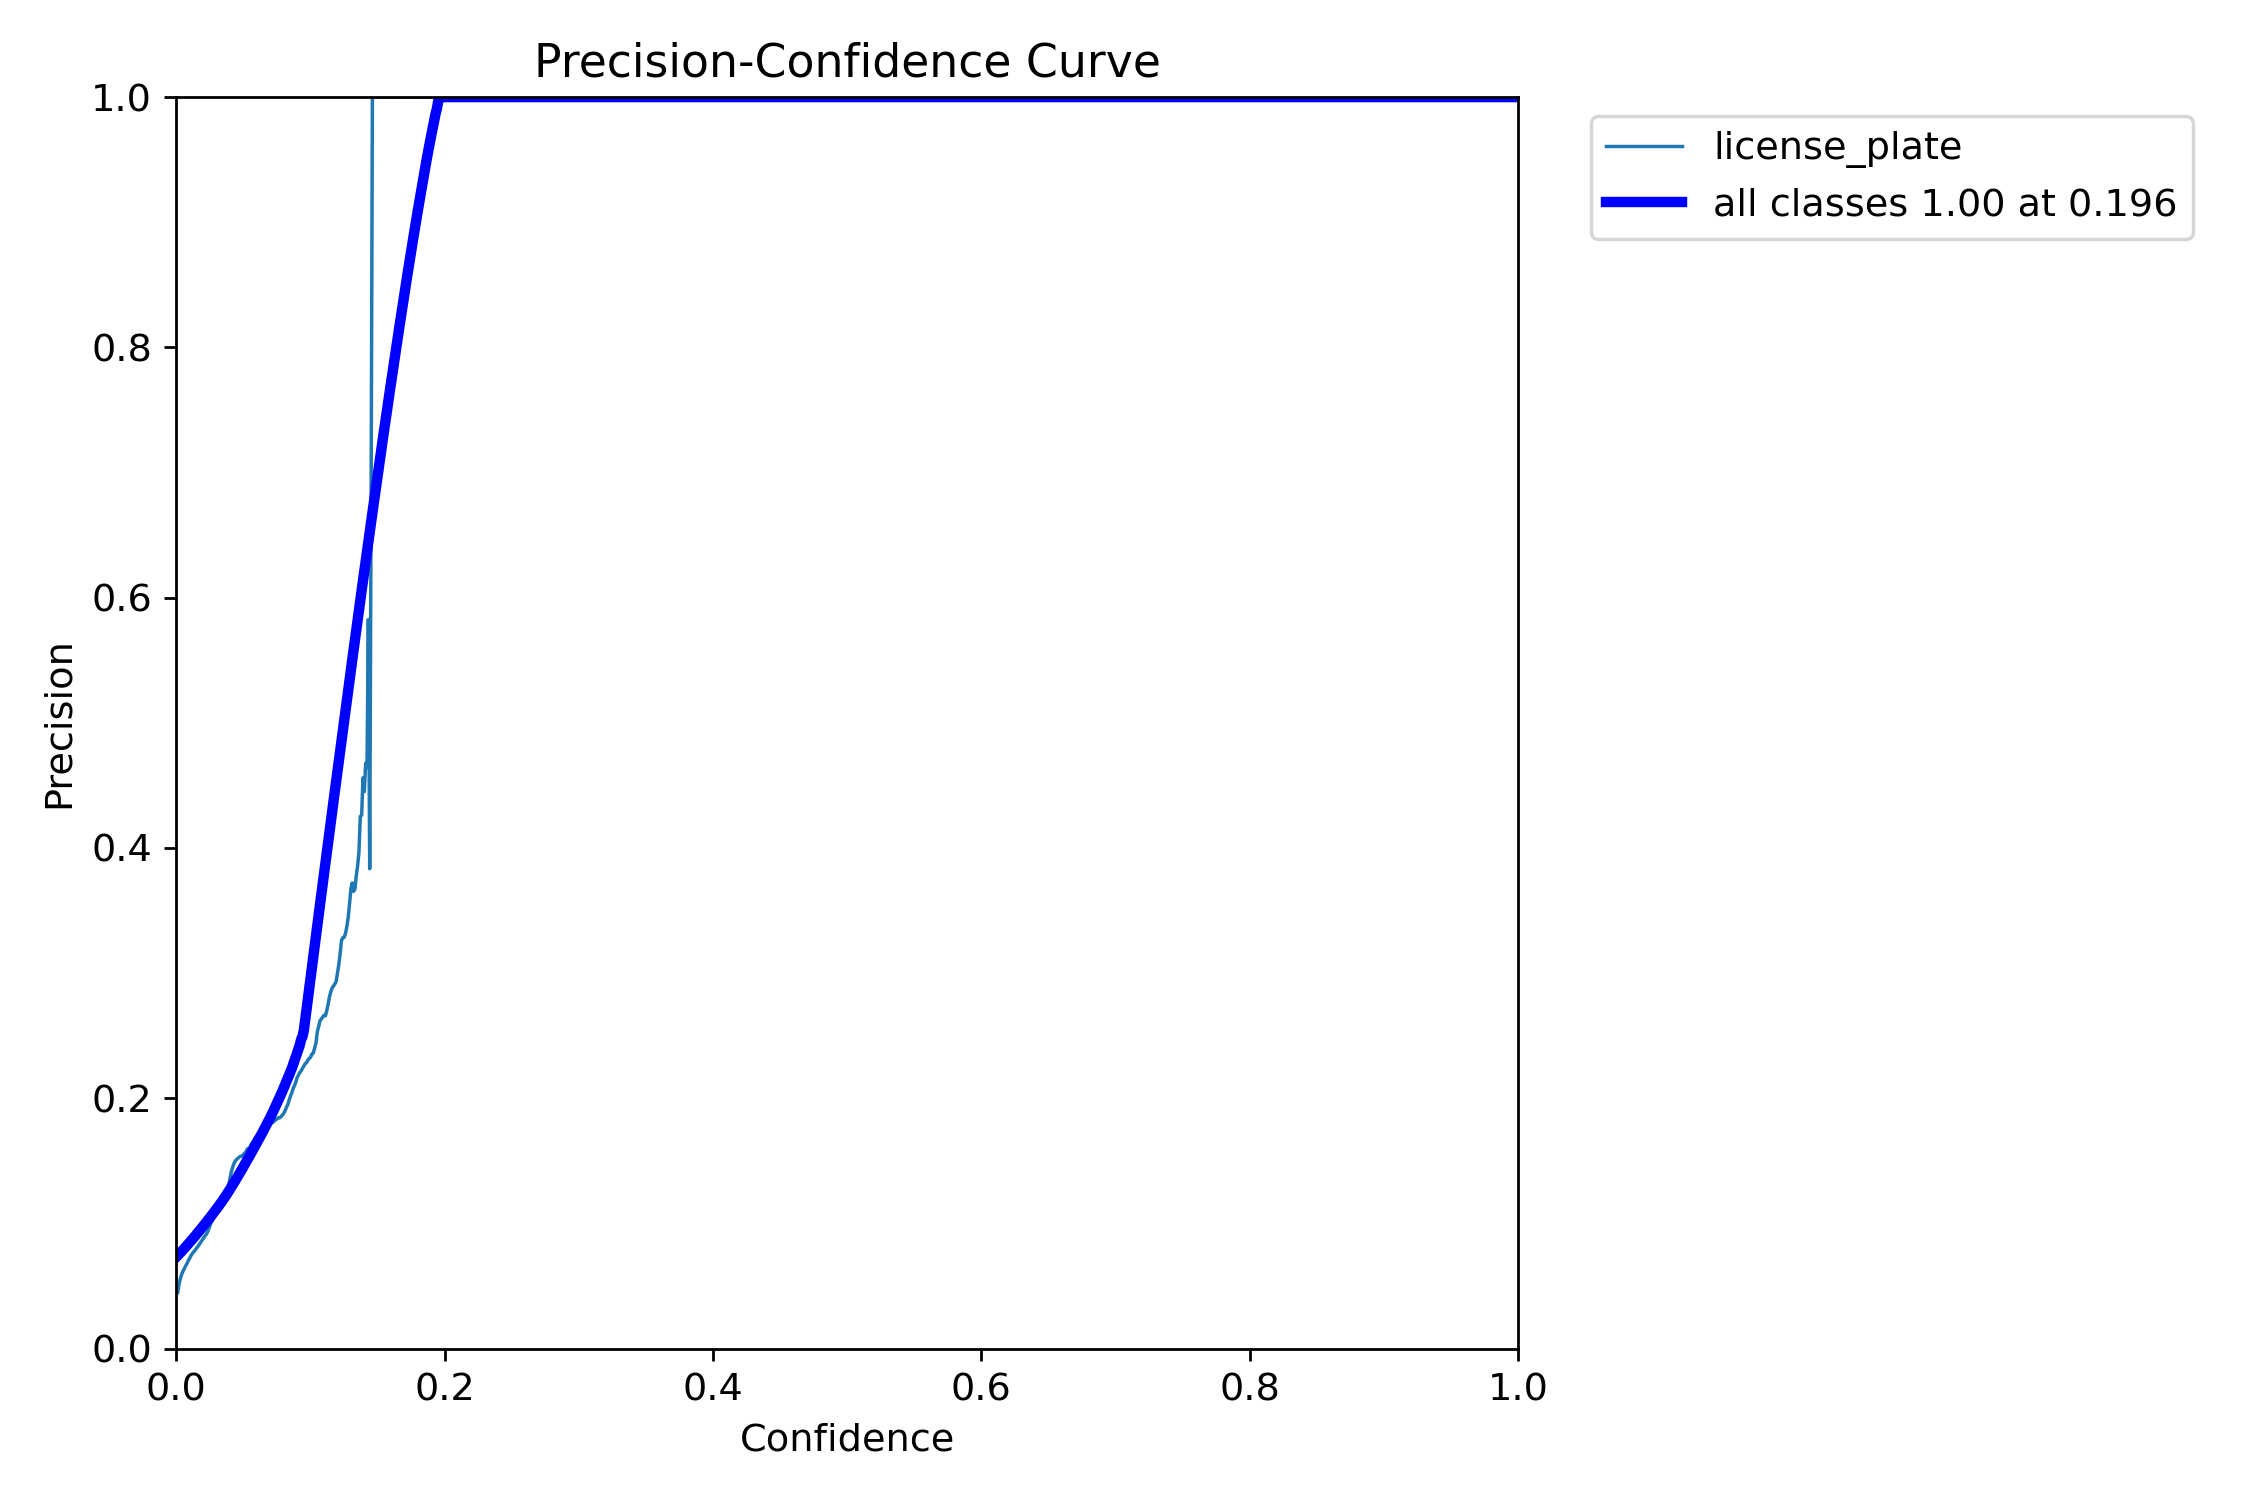 Precision-Confidence Curve
1.0
0.8
0.6
0.4
0.2
0.0
Precision
0.0 0.2 0.4 0.6 0.8 1.0
Confidence
license_plate
all classes 1.00 at 0.196